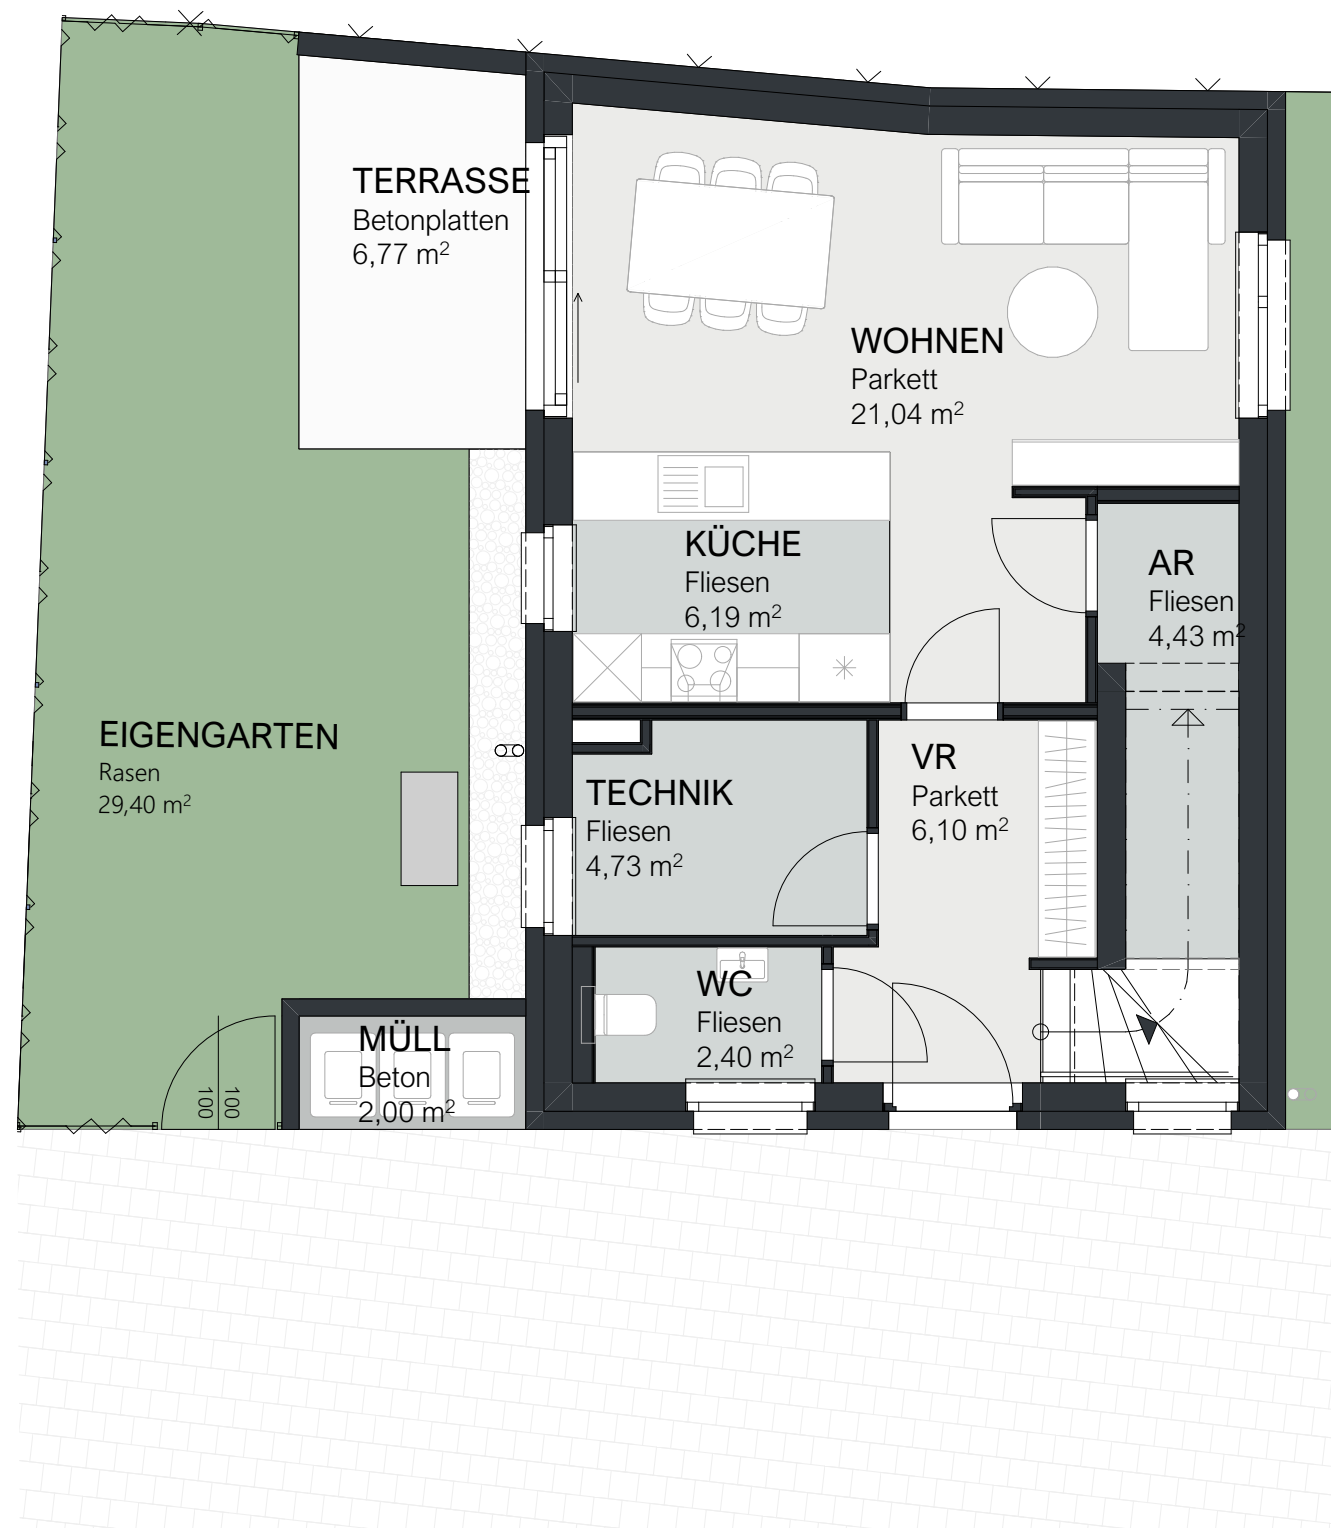 TERRASSE
Betonplatten
6,77 m²
WOHNEN
Parkett
21,04 m²
KÜCHE
Fliesen
6,19 m²
AR
Fliesen
4,43 m²
EIGENGARTEN
Rasen
29,40 m²
TECHNIK
Fliesen
4,73 m²
VR
Parkett
6,10 m²
WC
Fliesen
2,40 m²
MÜLL
Beton
2,00 m²
100
100